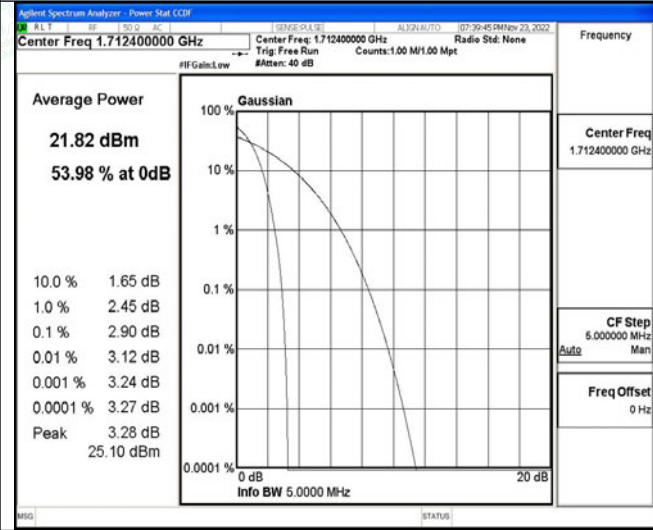 Agilent Spectrum Analyzer - Power Stat CCDF
RLT RF 50 Ω AC SENSE:PULSE ALIGN AUTO 07:39:45 PM Nov 23, 2022
Center Freq 1.712400000 GHz
Center Freq: 1.712400000 GHz Radio Std: None
Trig: Free Run Counts:1.00 M/1.00 Mpt
#IFGain:Low #Atten: 40 dB
Frequency
Average Power
21.82 dBm
53.98 % at 0dB
10.0 % 1.65 dB
1.0 % 2.45 dB
0.1 % 2.90 dB
0.01 % 3.12 dB
0.001 % 3.24 dB
0.0001 % 3.27 dB
Peak 3.28 dB
25.10 dBm
Gaussian
100 %
10 %
1 %
0.1 %
0.01 %
0.001 %
0.0001 %
0 dB 20 dB
Info BW 5.0000 MHz
Center Freq
1.712400000 GHz
CF Step
5.000000 MHz
Auto Man
Freq Offset
0 Hz
MSG STATUS